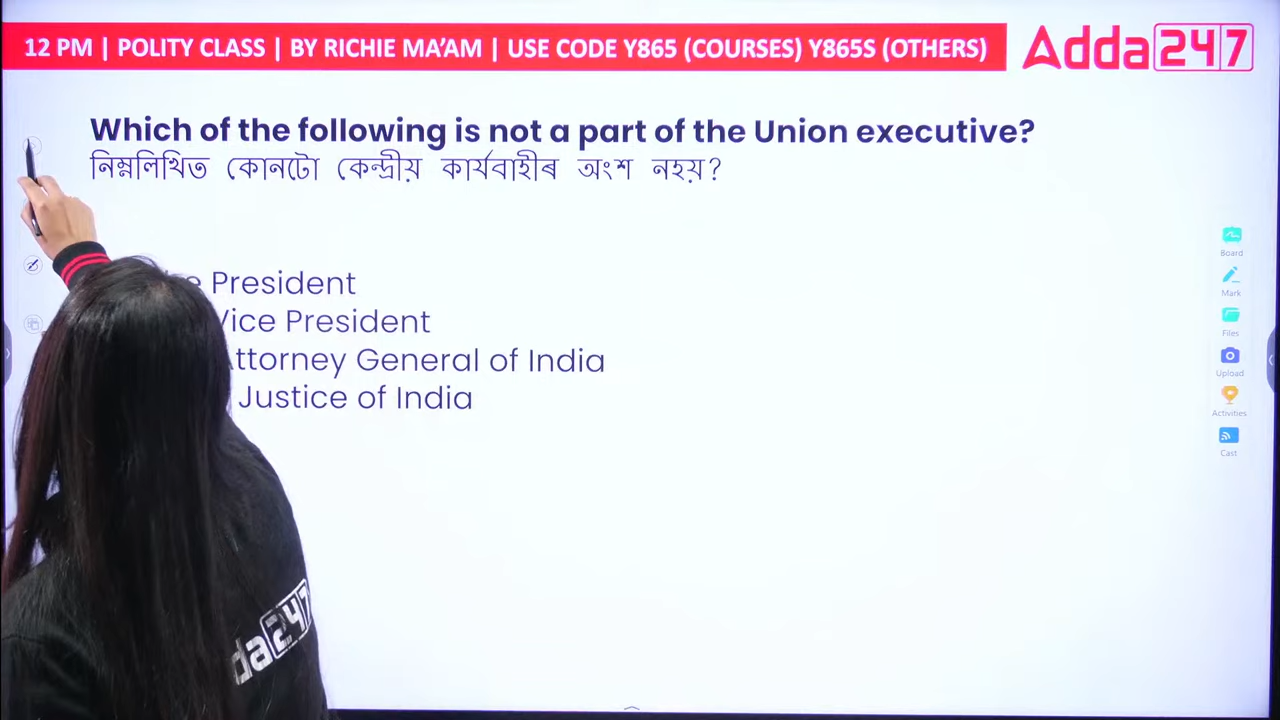 12 PM | POLITY CLASS | BY RICHIE MA'AM | USE CODE Y865 (COURSES) Y865S (OTHERS)
Adda247
Which of the following is not a part of the Union executive?
নিম্নলিখিত কোনটো কেন্দ্ৰীয় কাৰ্যবাহীৰ অংশ নহয়?
President
Vice President
Attorney General of India
Justice of India
Board
Mark
Files
Upload
Activities
Cast
da247